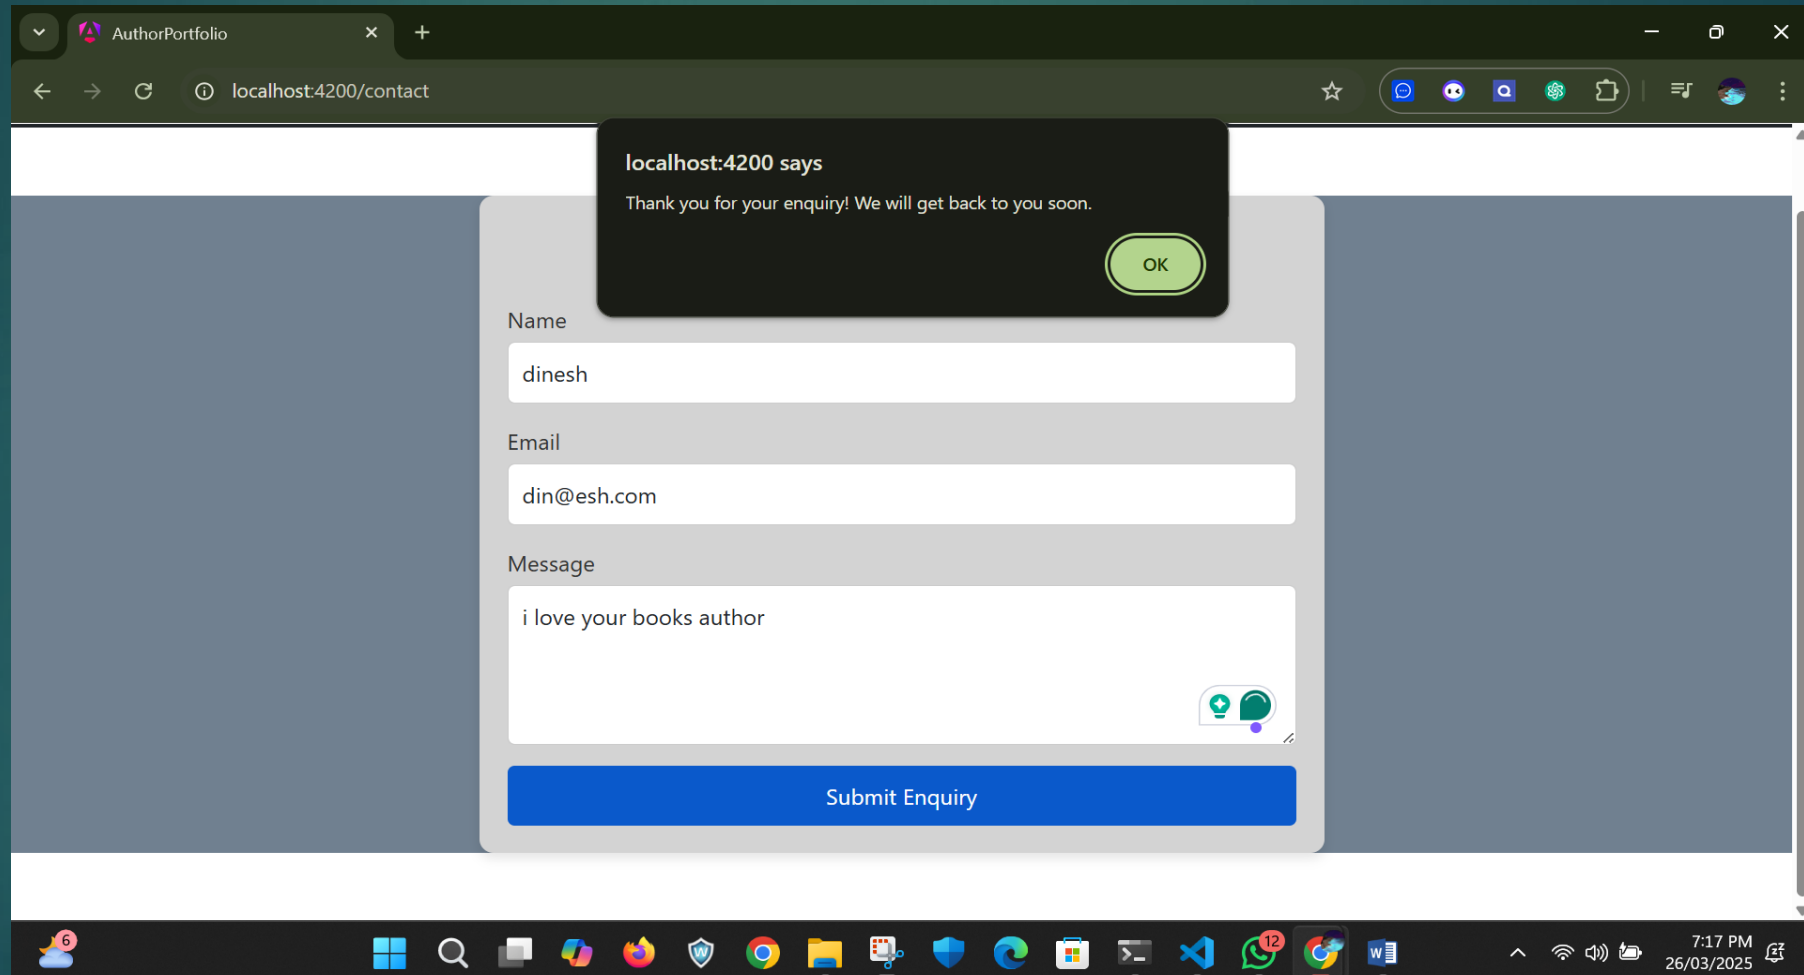 AuthorPortfolio
localhost:4200/contact
localhost:4200 says
Thank you for your enquiry! We will get back to you soon.
OK
Name
dinesh
Email
din@esh.com
Message
i love your books author
Submit Enquiry
6
12
7:17 PM
26/03/2025